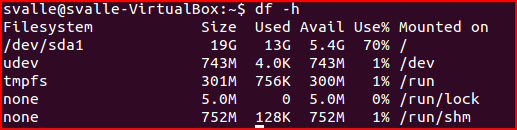 svalle@svalle-VirtualBox:~$ df -h
Filesystem      Size  Used Avail Use% Mounted on
/dev/sda1        19G   13G  5.4G  70% /
udev            743M  4.0K  743M   1% /dev
tmpfs           301M  756K  300M   1% /run
none            5.0M     0  5.0M   0% /run/lock
none            752M  128K  752M   1% /run/shm